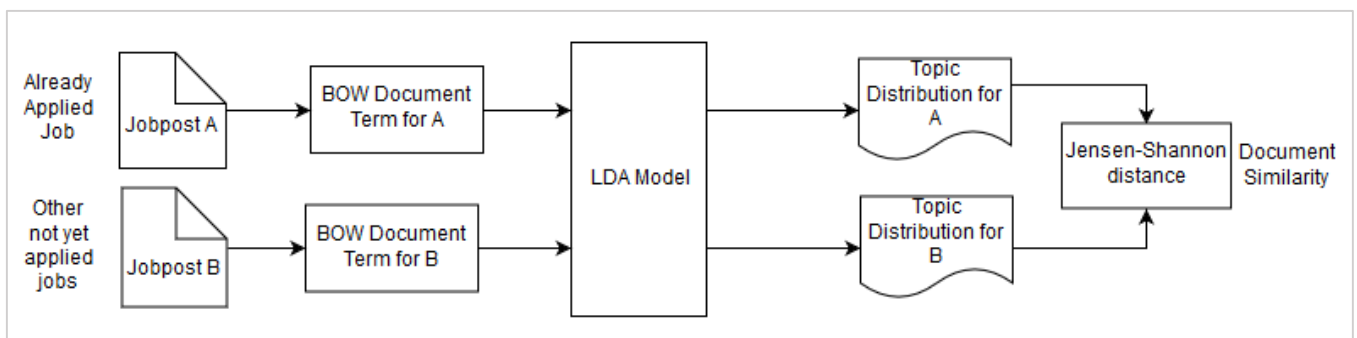 Already
Applied
Job
Jobpost A
BOW Document
Term for A
LDA Model
Topic
Distribution for
A
Jensen-Shannon
distance
Document
Similarity
Other
not yet
applied
jobs
Jobpost B
BOW Document
Term for B
Topic
Distribution for
B